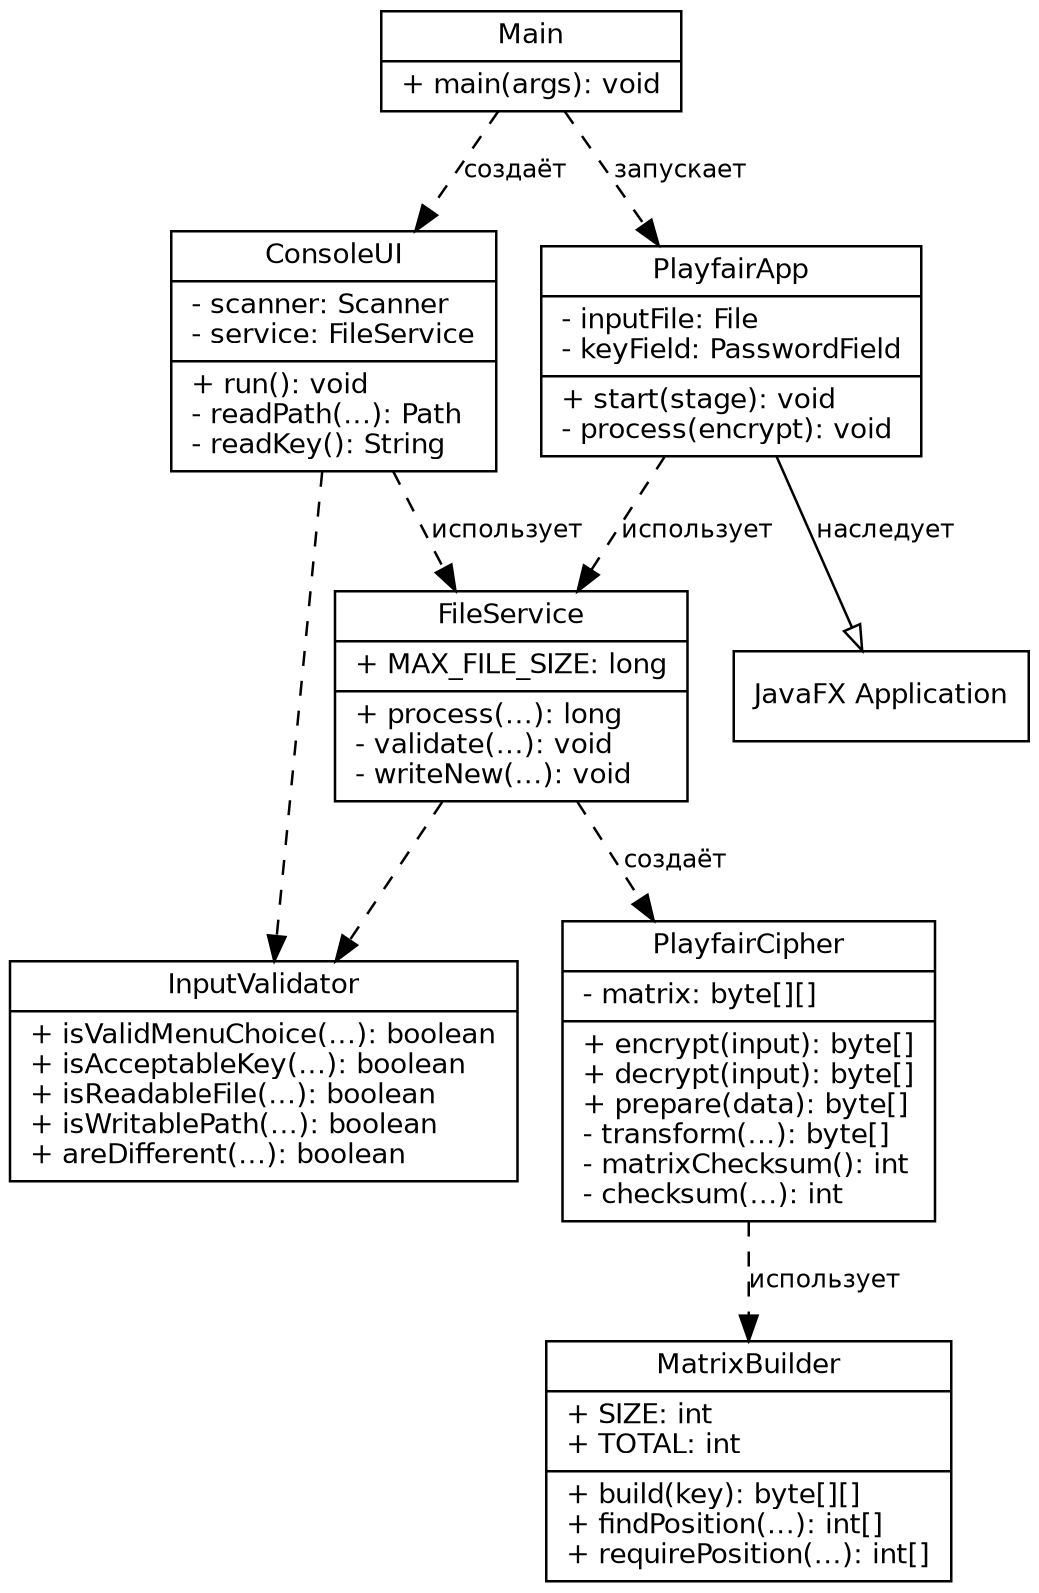 Main
+ main(args): void
создаёт
запускает
ConsoleUI
- scanner: Scanner
- service: FileService
+ run(): void
- readPath(...): Path
- readKey(): String
PlayfairApp
- inputFile: File
- keyField: PasswordField
+ start(stage): void
- process(encrypt): void
использует
использует
наследует
FileService
+ MAX_FILE_SIZE: long
+ process(...): long
- validate(...): void
- writeNew(...): void
JavaFX Application
создаёт
InputValidator
+ isValidMenuChoice(...): boolean
+ isAcceptableKey(...): boolean
+ isReadableFile(...): boolean
+ isWritablePath(...): boolean
+ areDifferent(...): boolean
PlayfairCipher
- matrix: byte[][]
+ encrypt(input): byte[]
+ decrypt(input): byte[]
+ prepare(data): byte[]
- transform(...): byte[]
- matrixChecksum(): int
- checksum(...): int
использует
MatrixBuilder
+ SIZE: int
+ TOTAL: int
+ build(key): byte[][]
+ findPosition(...): int[]
+ requirePosition(...): int[]